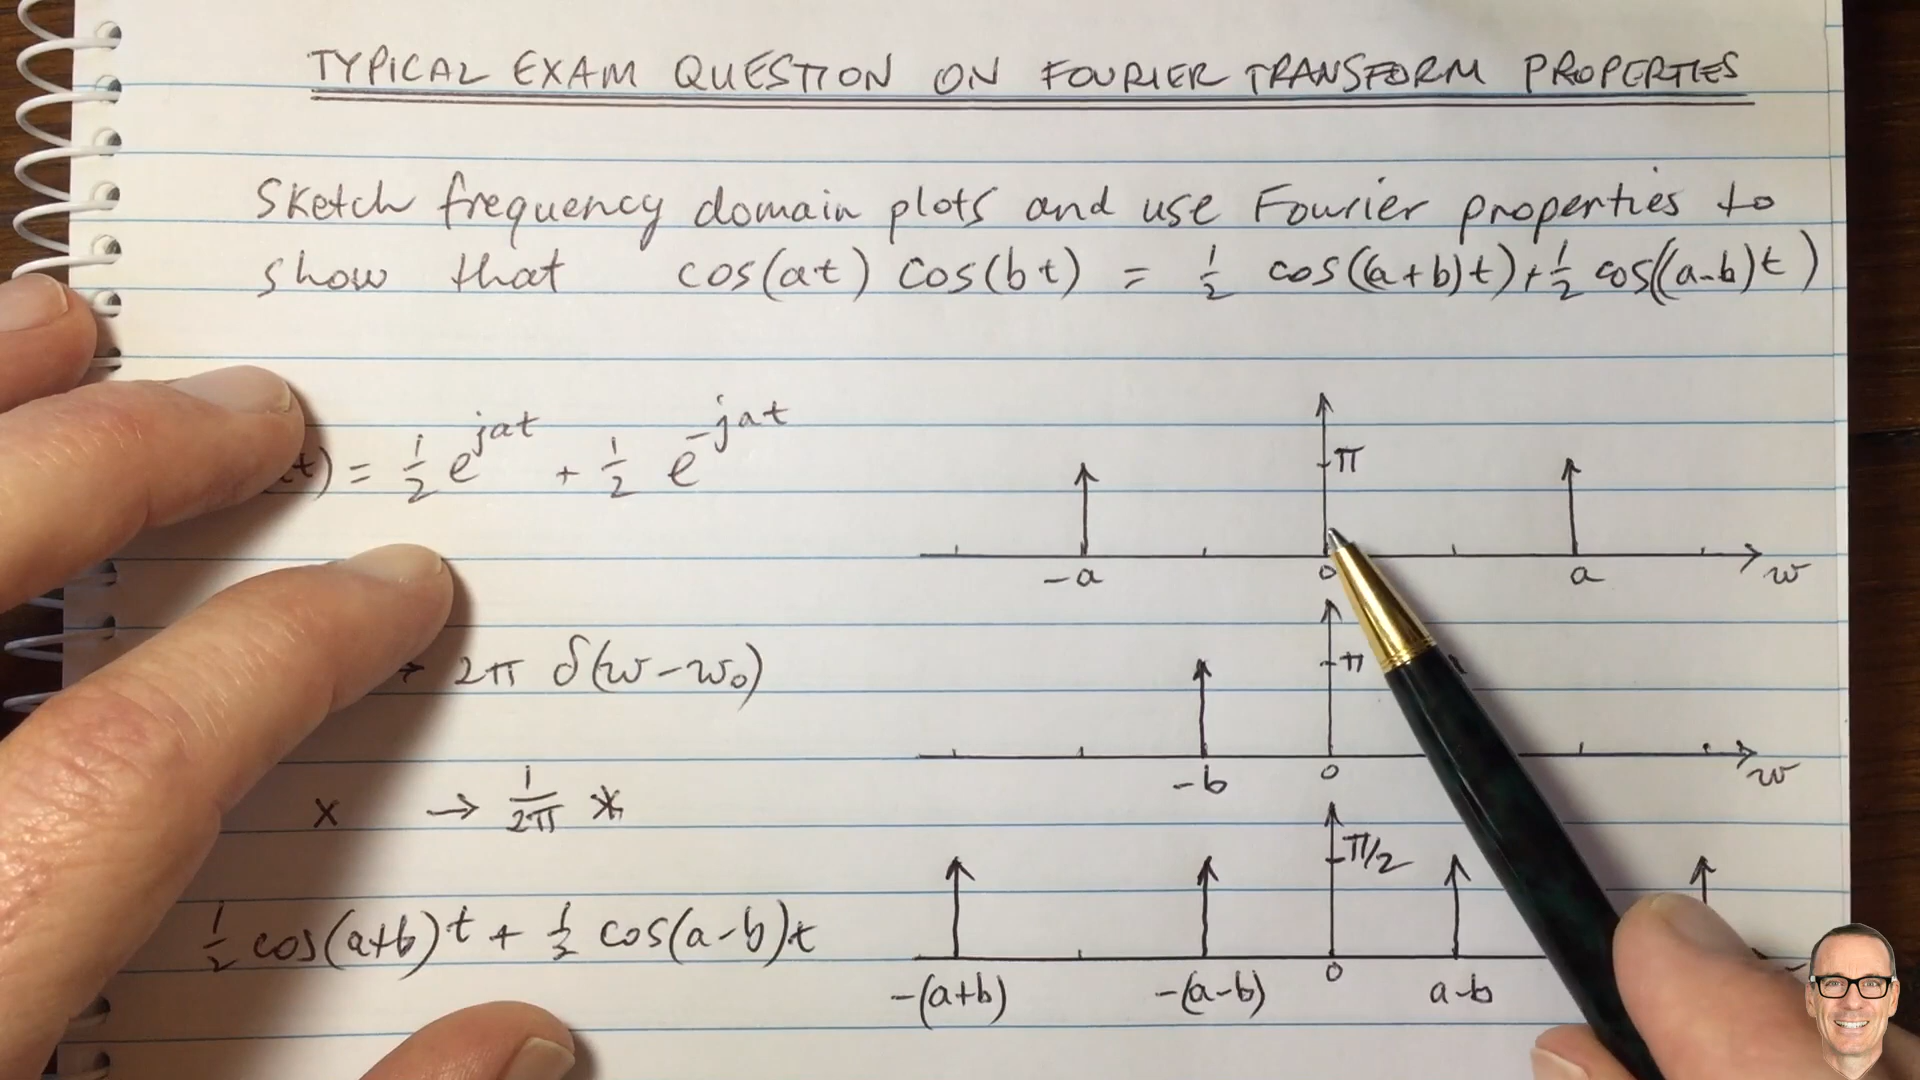 TYPICAL EXAM QUESTION ON FOURIER TRANSFORM PROPERTIES
Sketch frequency domain plots and use Fourier properties to
show that cos(at) cos(bt) = 1/2 cos((a+b)t) + 1/2 cos((a-b)t)
t) = 1/2 e^jat + 1/2 e^-jat
π
-a 0 a w
→ 2π δ(w-w₀)
π
-b 0 w
x → 1/2π *
π/2
1/2 cos(a+b)t + 1/2 cos(a-b)t
-(a+b) -(a-b) 0 a-b